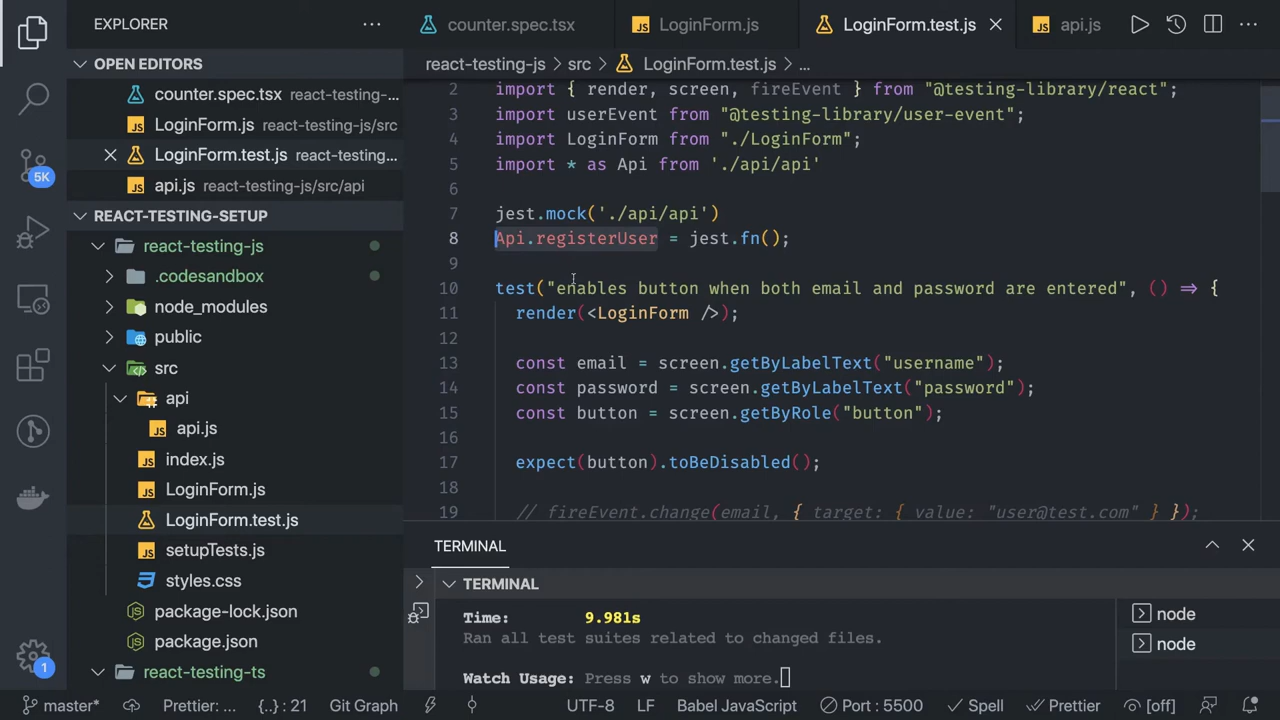 EXPLORER
···
counter.spec.tsx
LoginForm.js
LoginForm.test.js
api.js
OPEN EDITORS
counter.spec.tsx react-testing-...
LoginForm.js react-testing-js/src
LoginForm.test.js react-testing...
api.js react-testing-js/src/api
REACT-TESTING-SETUP
react-testing-js
.codesandbox
node_modules
public
src
api
api.js
index.js
LoginForm.js
LoginForm.test.js
setupTests.js
styles.css
package-lock.json
package.json
react-testing-ts
5K
1
react-testing-js > src > LoginForm.test.js > ...
2 import { render, screen, fireEvent } from "@testing-library/react";
3 import userEvent from "@testing-library/user-event";
4 import LoginForm from "./LoginForm";
5 import * as Api from './api/api'
6
7 jest.mock('./api/api')
8 Api.registerUser = jest.fn();
9
10 test("enables button when both email and password are entered", () => {
11 render(<LoginForm />);
12
13 const email = screen.getByLabelText("username");
14 const password = screen.getByLabelText("password");
15 const button = screen.getByRole("button");
16
17 expect(button).toBeDisabled();
18
19 // fireEvent.change(email, { target: { value: "user@test.com" } });
TERMINAL
TERMINAL
Time: 9.981s
Ran all test suites related to changed files.
Watch Usage: Press w to show more.
node
node
master* Prettier: ... {..} : 21 Git Graph UTF-8 LF Babel JavaScript Port : 5500 Spell Prettier [off]